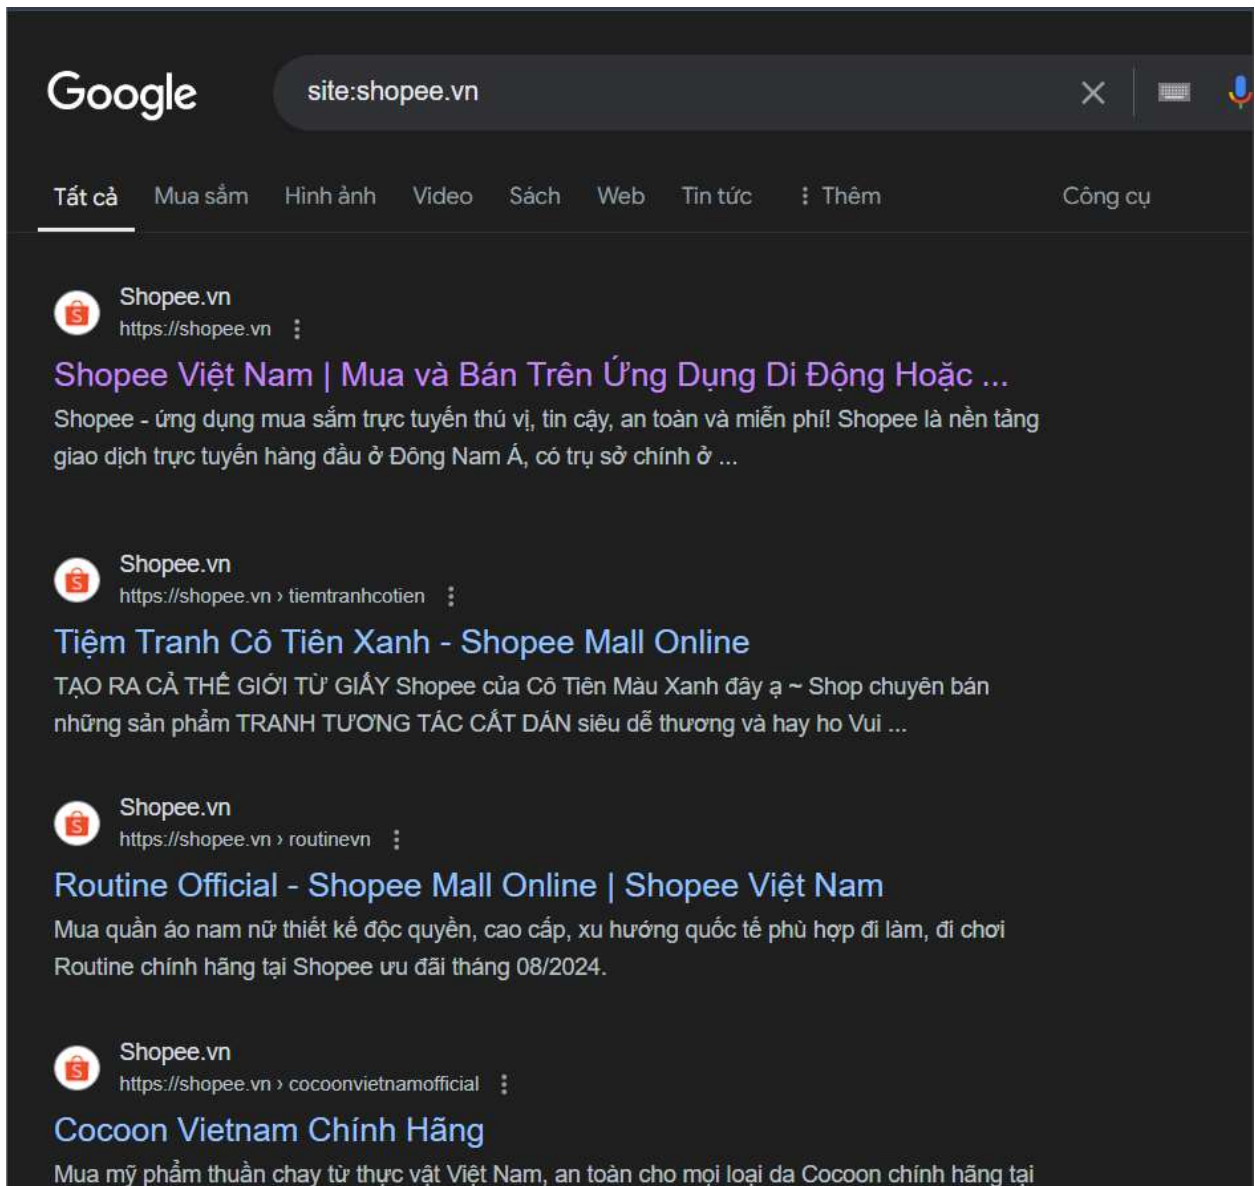 Google
site:shopee.vn
Tất cả Mua sắm Hình ảnh Video Sách Web Tin tức Thêm Công cụ
Shopee.vn
https://shopee.vn
Shopee Việt Nam | Mua và Bán Trên Ứng Dụng Di Động Hoặc ...
Shopee - ứng dụng mua sắm trực tuyến thú vị, tin cậy, an toàn và miễn phí! Shopee là nền tảng
giao dịch trực tuyến hàng đầu ở Đông Nam Á, có trụ sở chính ở ...
Shopee.vn
https://shopee.vn › tiemtranhcotien
Tiệm Tranh Cô Tiên Xanh - Shopee Mall Online
TẠO RA CẢ THẾ GIỚI TỪ GIẤY Shopee của Cô Tiên Màu Xanh đây ạ ~ Shop chuyên bán
những sản phẩm TRANH TƯƠNG TÁC CẮT DÁN siêu dễ thương và hay ho Vui ...
Shopee.vn
https://shopee.vn › routinevn
Routine Official - Shopee Mall Online | Shopee Việt Nam
Mua quần áo nam nữ thiết kế độc quyền, cao cấp, xu hướng quốc tế phù hợp đi làm, đi chơi
Routine chính hãng tại Shopee ưu đãi tháng 08/2024.
Shopee.vn
https://shopee.vn › cocoonvietnamofficial
Cocoon Vietnam Chính Hãng
Mua mỹ phẩm thuần chay từ thực vật Việt Nam, an toàn cho mọi loại da Cocoon chính hãng tại